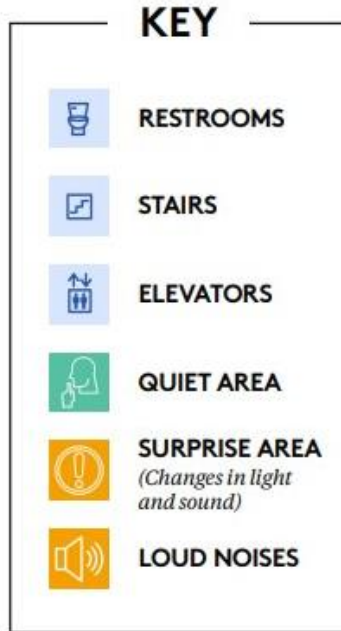 KEY
RESTROOMS
STAIRS
ELEVATORS
QUIET AREA
SURPRISE AREA
(Changes in light
and sound)
LOUD NOISES